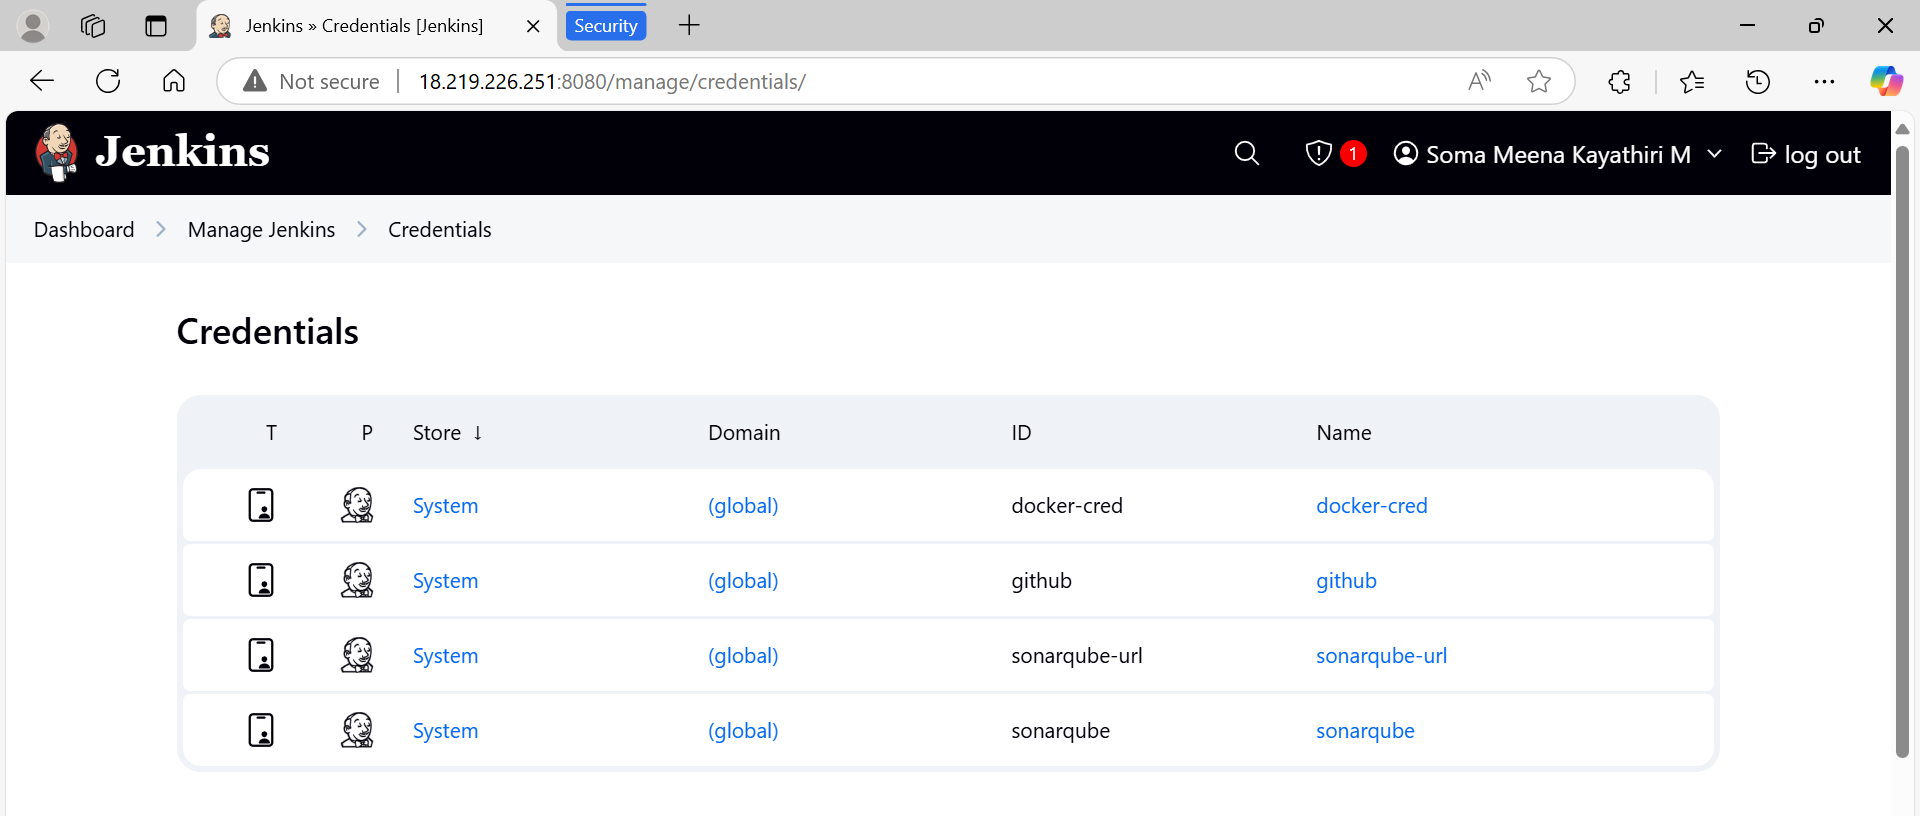 Jenkins » Credentials [Jenkins]
Security
Not secure
18.219.226.251:8080/manage/credentials/
Jenkins
1
Soma Meena Kayathiri M
log out
Dashboard
Manage Jenkins
Credentials
Credentials
T P Store ↓ Domain ID Name
System (global) docker-cred docker-cred
System (global) github github
System (global) sonarqube-url sonarqube-url
System (global) sonarqube sonarqube